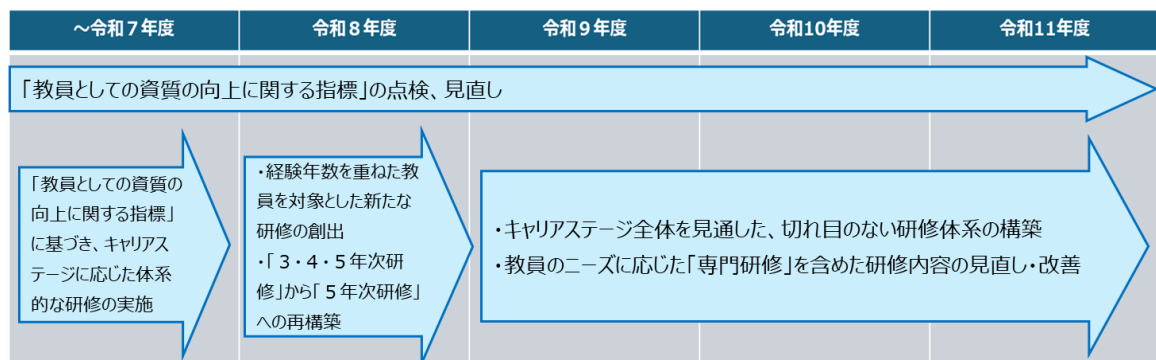 ～令和７年度
令和８年度
令和９年度
令和10年度
令和11年度
「教員としての資質の向上に関する指標」の点検、見直し
「教員としての資質の
向上に関する指標」
に基づき、キャリアス
テージに応じた体系
的な研修の実施
・経験年数を重ねた教
員を対象とした新たな
研修の創出
・「３・４・５年次研
修」から「５年次研修」
への再構築
・キャリアステージ全体を見通した、切れ目のない研修体系の構築
・教員のニーズに応じた「専門研修」を含めた研修内容の見直し・改善